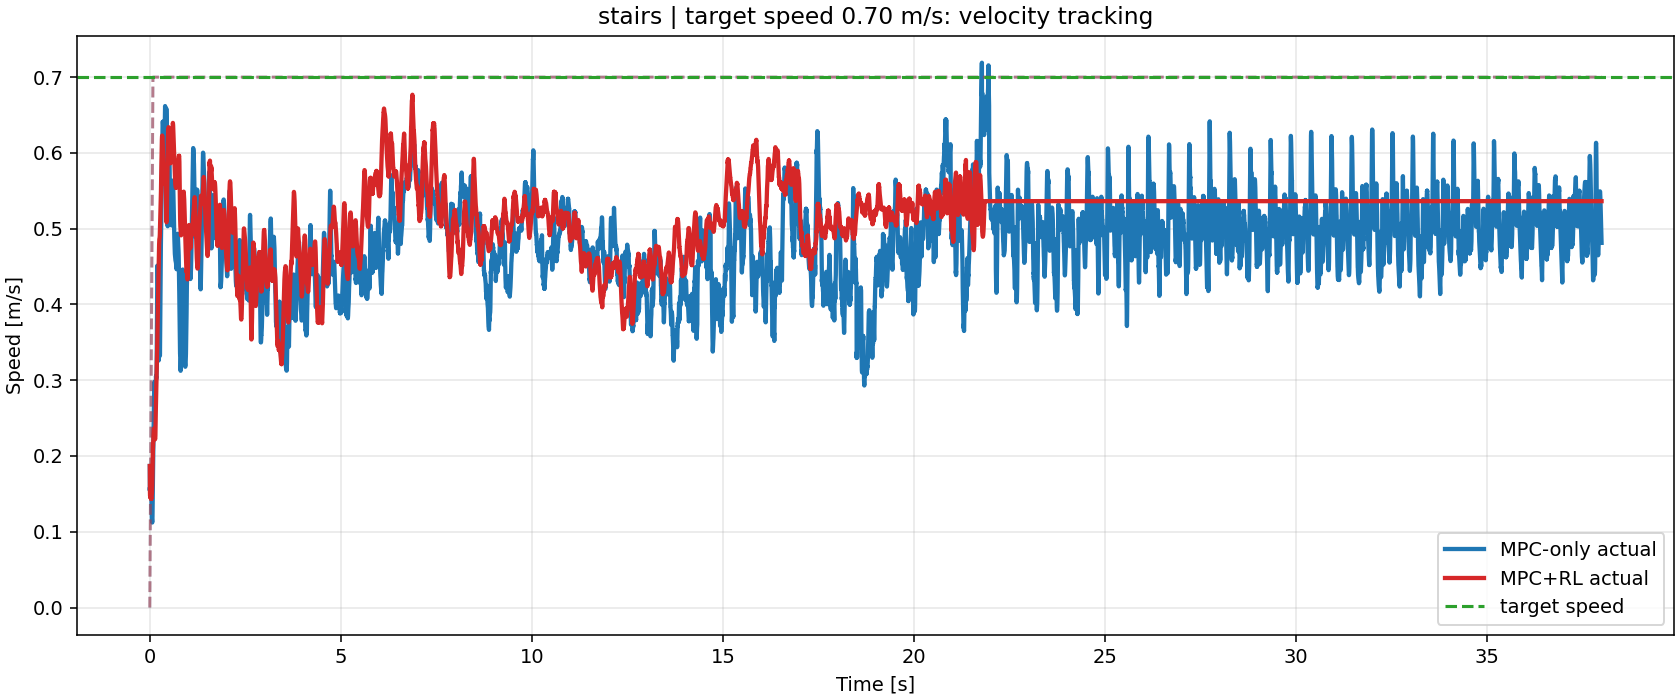 stairs | target speed 0.70 m/s: velocity tracking
Speed [m/s]
0.7
0.6
0.5
0.4
0.3
0.2
0.1
0.0
MPC-only actual
MPC+RL actual
target speed
0 5 10 15 20 25 30 35
Time [s]